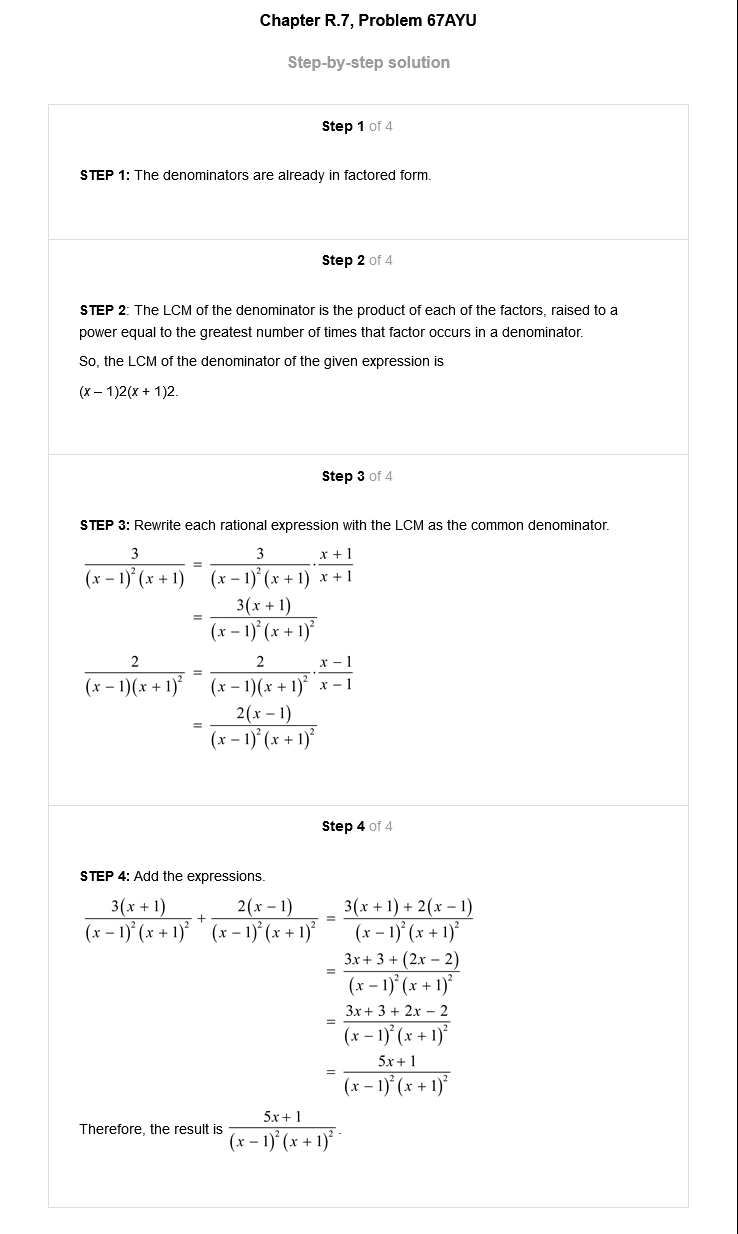 Chapter R.7, Problem 67AYU
Step-by-step solution
Step 1 of 4
STEP 1: The denominators are already in factored form.
Step 2 of 4
STEP 2: The LCM of the denominator is the product of each of the factors, raised to a
power equal to the greatest number of times that factor occurs in a denominator.
So, the LCM of the denominator of the given expression is
(x – 1)2(x + 1)2.
Step 3 of 4
STEP 3: Rewrite each rational expression with the LCM as the common denominator.
\frac{3}{(x-1)^2(x+1)} = \frac{3}{(x-1)^2(x+1)} \cdot \frac{x+1}{x+1}
= \frac{3(x+1)}{(x-1)^2(x+1)^2}
\frac{2}{(x-1)(x+1)^2} = \frac{2}{(x-1)(x+1)^2} \cdot \frac{x-1}{x-1}
= \frac{2(x-1)}{(x-1)^2(x+1)^2}
Step 4 of 4
STEP 4: Add the expressions.
\frac{3(x+1)}{(x-1)^2(x+1)^2} + \frac{2(x-1)}{(x-1)^2(x+1)^2} = \frac{3(x+1)+2(x-1)}{(x-1)^2(x+1)^2}
= \frac{3x+3+(2x-2)}{(x-1)^2(x+1)^2}
= \frac{3x+3+2x-2}{(x-1)^2(x+1)^2}
= \frac{5x+1}{(x-1)^2(x+1)^2}
Therefore, the result is \frac{5x+1}{(x-1)^2(x+1)^2}.